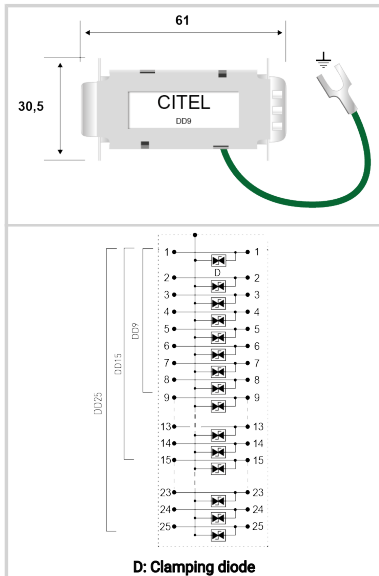 61
30,5
CITEL
DD9
1 1
D
2 2
3 3
4 4
5 5
6 6
7 7
8 8
9 9
13 13
14 14
15 15
23 23
24 24
25 25
DD9
DD15
DD25
D: Clamping diode